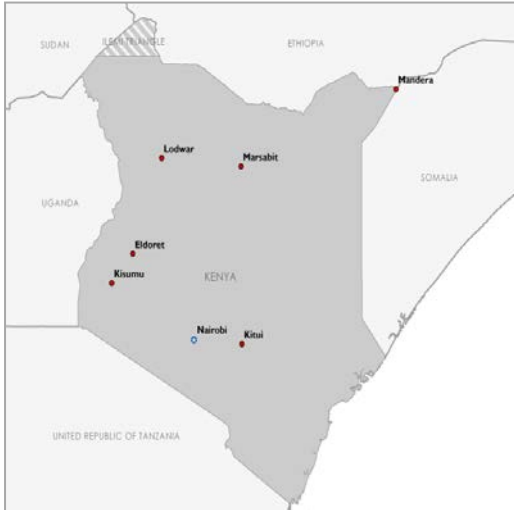 ILEMI TRIANGLE
SUDAN
ETHIOPIA
Mandera
Lodwar
Marsabit
SOMALIA
UGANDA
Eldoret
KENYA
Kisumu
Nairobi
Kitui
UNITED REPUBLIC OF TANZANIA